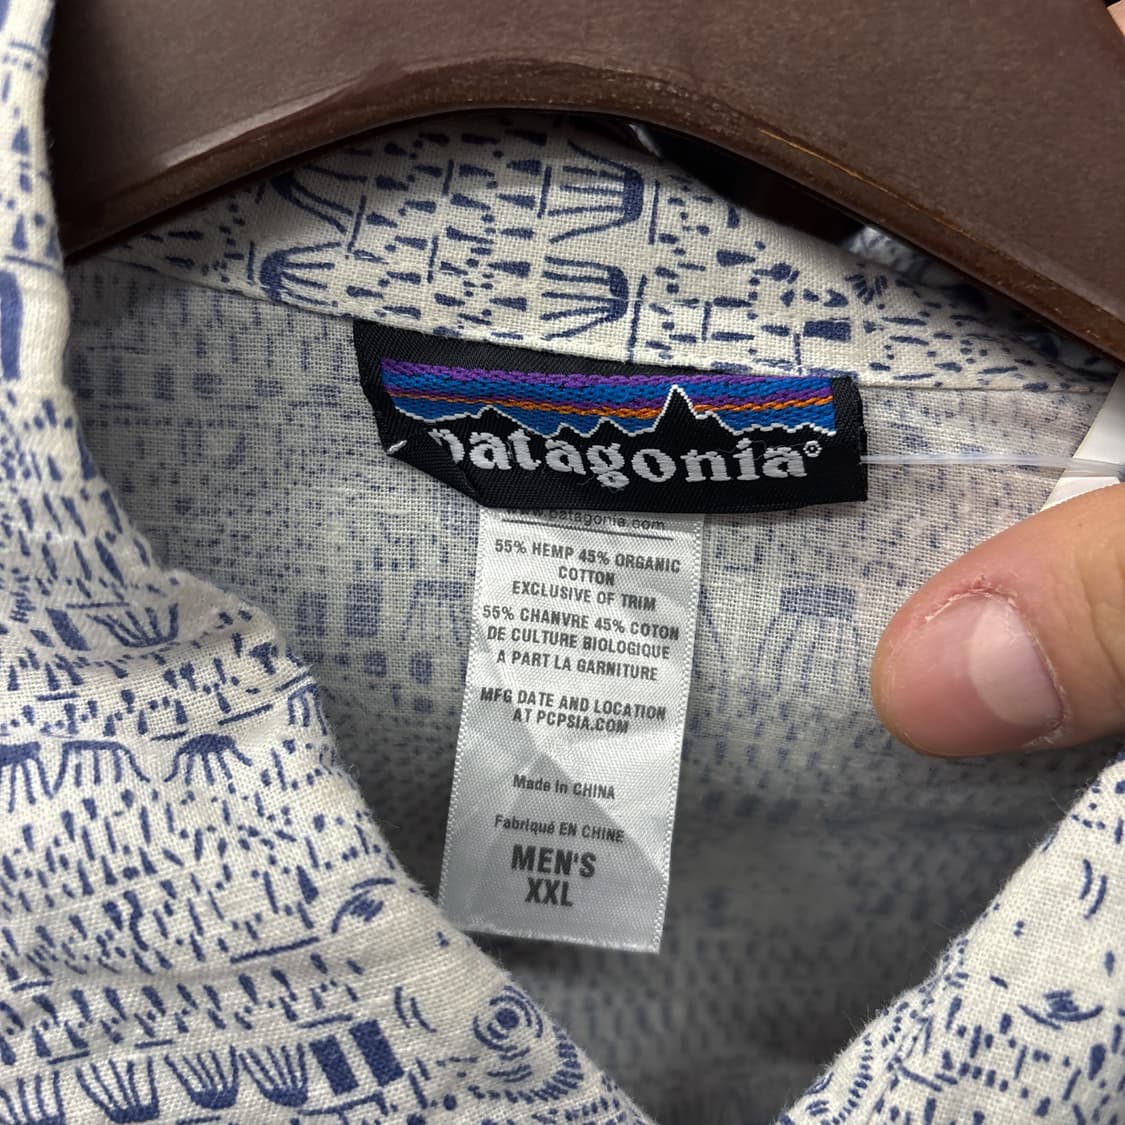 patagonia®
www.patagonia.com
55% HEMP 45% ORGANIC
COTTON
EXCLUSIVE OF TRIM
55% CHANVRE 45% COTON
DE CULTURE BIOLOGIQUE
A PART LA GARNITURE
MFG DATE AND LOCATION
AT PCPSIA.COM
Made in CHINA
Fabriqué EN CHINE
MEN'S
XXL